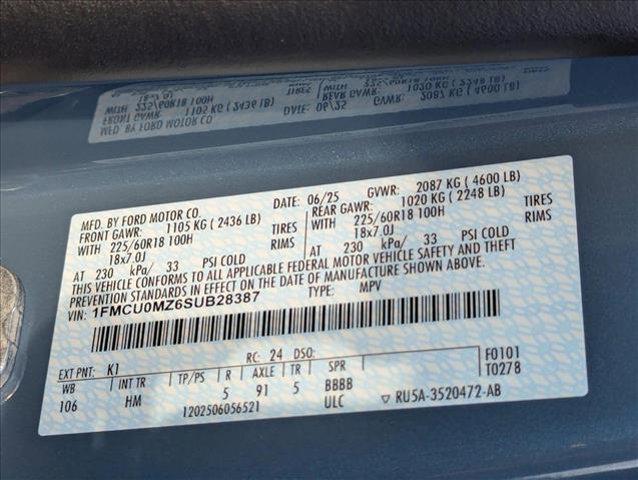 MFD. BY FORD MOTOR CO. DATE: 06/25 GVWR: 2087 KG ( 4600 LB)
FRONT GAWR: 1105 KG ( 2436 LB) REAR GAWR: 1020 KG ( 2248 LB)
WITH 225/60R18 100H TIRES WITH 225/60R18 100H TIRES
18x7.0J RIMS 18x7.0J RIMS
AT 230 kPa/ 33 PSI COLD AT 230 kPa/ 33 PSI COLD
THIS VEHICLE CONFORMS TO ALL APPLICABLE FEDERAL MOTOR VEHICLE SAFETY AND THEFT
PREVENTION STANDARDS IN EFFECT ON THE DATE OF MANUFACTURE SHOWN ABOVE.
VIN: 1FMCU0MZ6SUB28387 TYPE: MPV
EXT PNT: K1 RC: 24 DSO: F0101
WB INT TR TP/PS R AXLE TR SPR T0278
106 HM 5 91 5 BBBB
1202506056521 ULC ▽ RU5A-3520472-AB